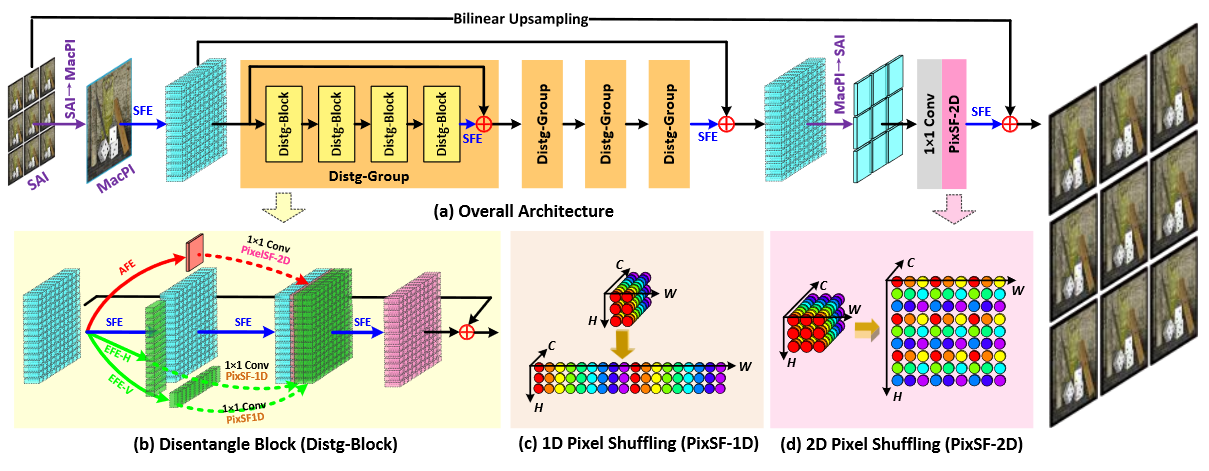 Bilinear Upsampling
SAI→MacPI
SFE
SAI
MacPI
Distg-Block
Distg-Block
Distg-Block
Distg-Block
SFE
Distg-Group
Distg-Group
Distg-Group
Distg-Group
SFE
MacPI→SAI
1×1 Conv
PixSF-2D
SFE
(a) Overall Architecture
AFE
1×1 Conv
PixelSF-2D
SFE
SFE
SFE
EFE-H
1×1 Conv
PixSF-1D
EFE-V
1×1 Conv
PixSF1D
(b) Disentangle Block (Distg-Block)
C
W
H
C
W
H
(c) 1D Pixel Shuffling (PixSF-1D)
C
W
H
C
W
H
(d) 2D Pixel Shuffling (PixSF-2D)